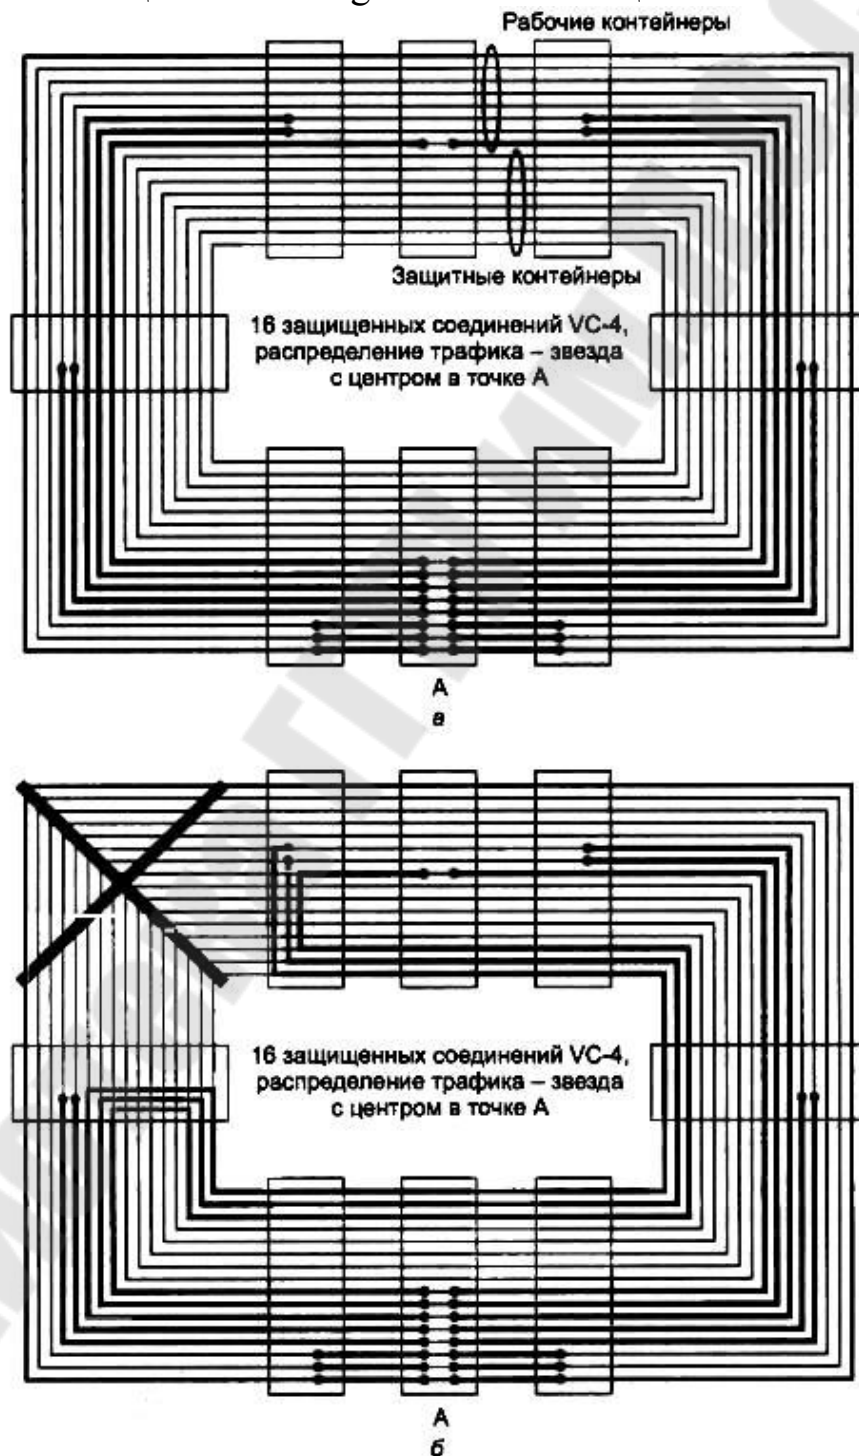 Рабочие контейнеры
Защитные контейнеры
16 защищенных соединений VC-4,
распределение трафика – звезда
с центром в точке А
А
а
16 защищенных соединений VC-4,
распределение трафика – звезда
с центром в точке А
А
б